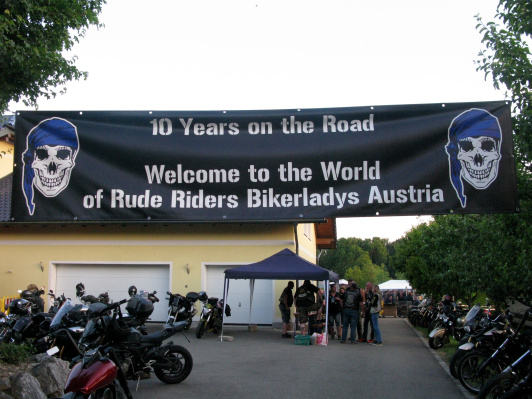 10 Years on the Road
Welcome to the World
of Rude Riders Bikerladys Austria